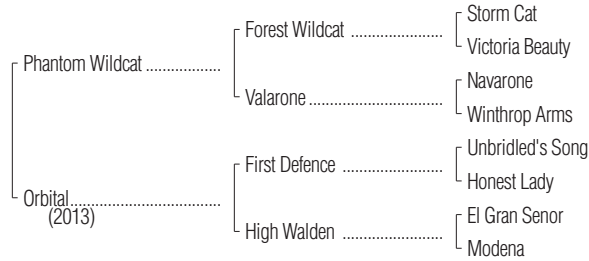 Storm Cat
Forest Wildcat ....................
Victoria Beauty
Phantom Wildcat ................
Navarone
Valarone.............................
Winthrop Arms
Unbridled's Song
First Defence ......................
Honest Lady
Orbital................................
(2013)
El Gran Senor
High Walden ......................
Modena